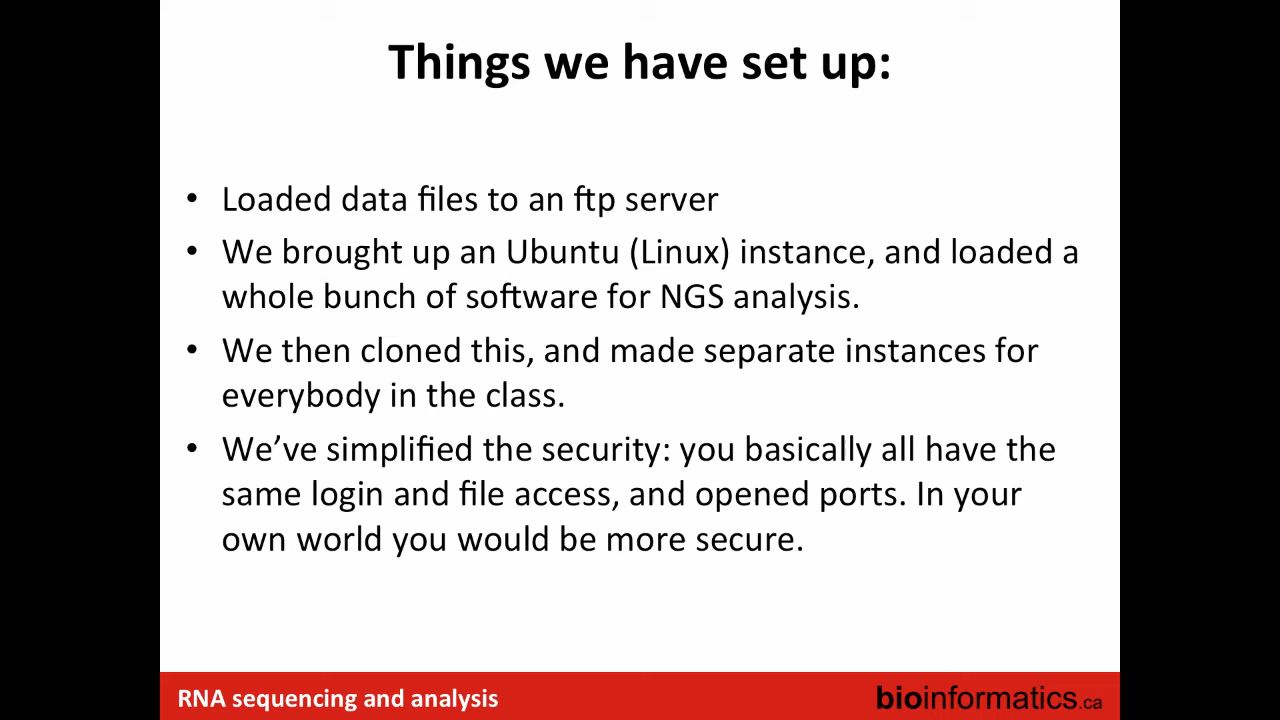 Things we have set up:
• Loaded data files to an ftp server
• We brought up an Ubuntu (Linux) instance, and loaded a
whole bunch of software for NGS analysis.
• We then cloned this, and made separate instances for
everybody in the class.
• We’ve simplified the security: you basically all have the
same login and file access, and opened ports. In your
own world you would be more secure.
RNA sequencing and analysis
bioinformatics.ca